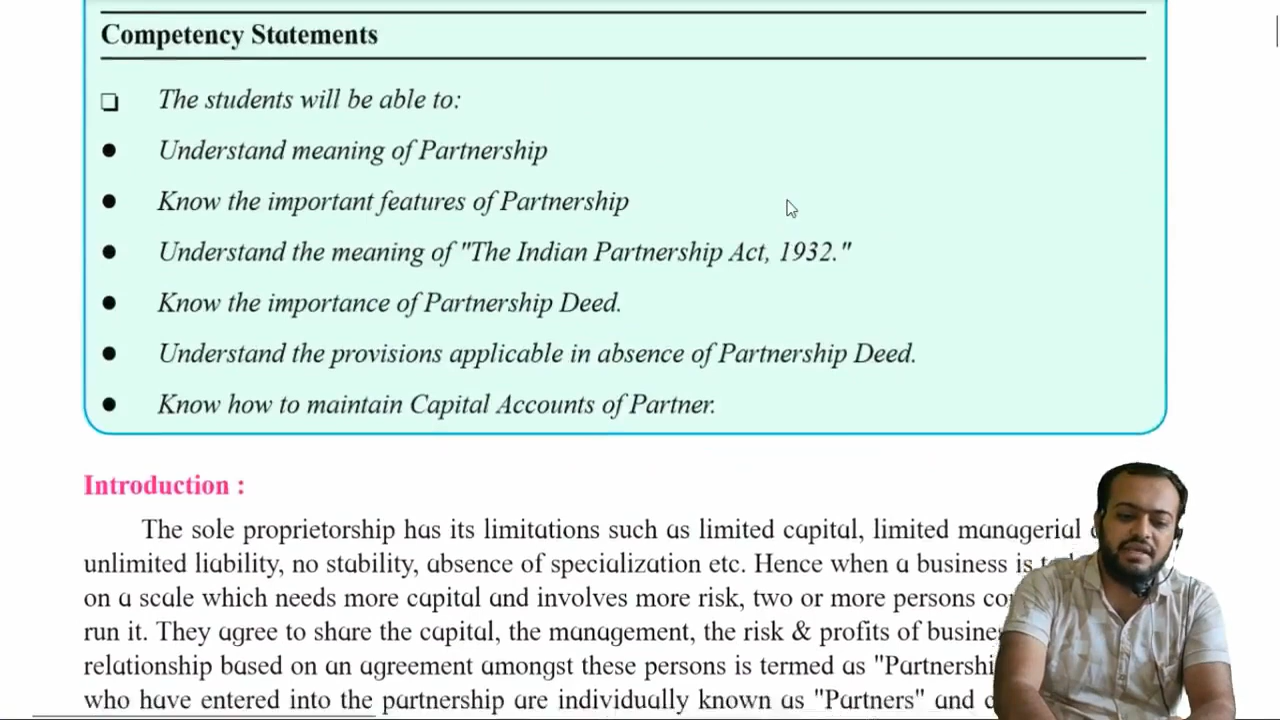 Competency Statements
❑ The students will be able to:
● Understand meaning of Partnership
● Know the important features of Partnership
● Understand the meaning of "The Indian Partnership Act, 1932."
● Know the importance of Partnership Deed.
● Understand the provisions applicable in absence of Partnership Deed.
● Know how to maintain Capital Accounts of Partner.
Introduction :
The sole proprietorship has its limitations such as limited capital, limited managerial
unlimited liability, no stability, absence of specialization etc. Hence when a business is
on a scale which needs more capital and involves more risk, two or more persons
run it. They agree to share the capital, the management, the risk & profits of
relationship based on an agreement amongst these persons is termed as
who have entered into the partnership are individually known as "Partners" and